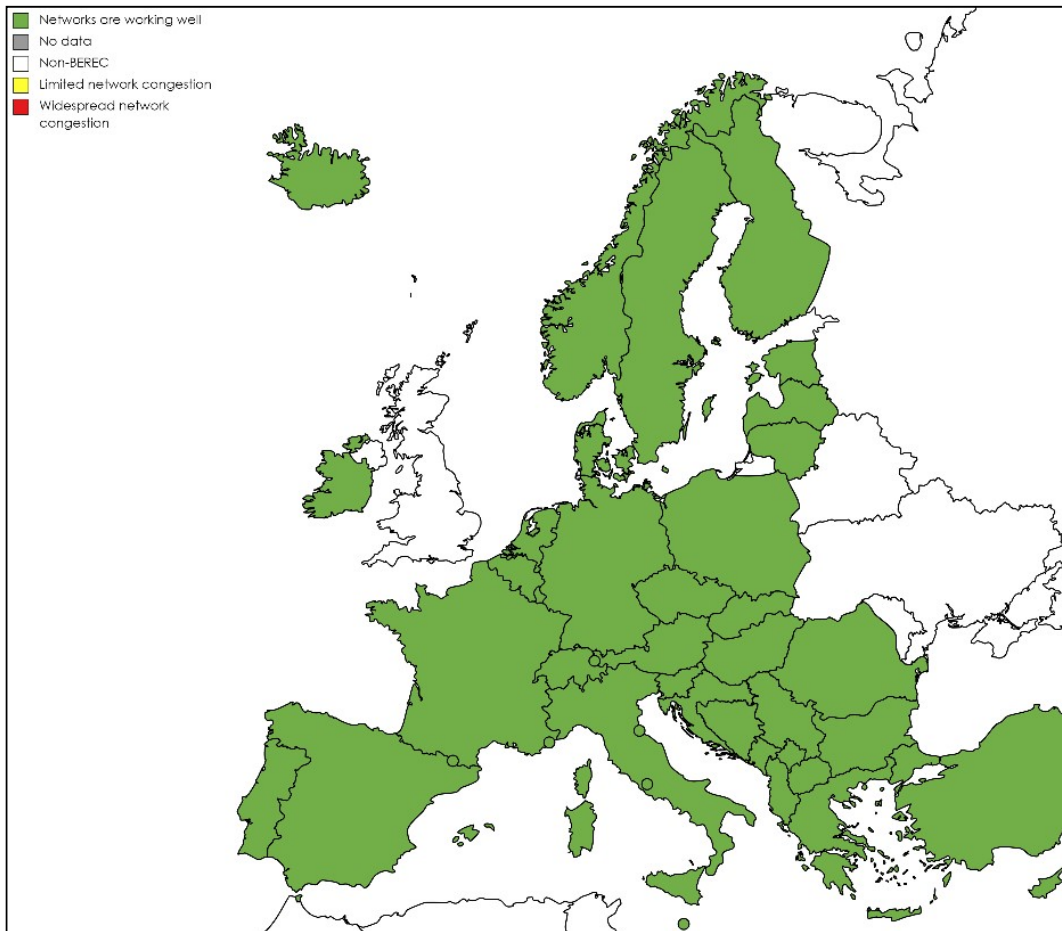 Networks are working well
No data
Non-BEREC
Limited network congestion
Widespread network
congestion